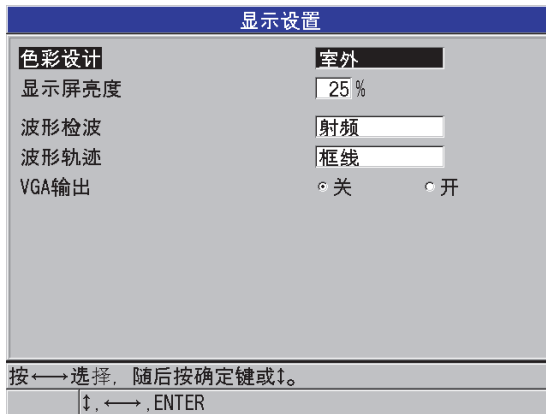 显示设置
色彩设计 室外
显示屏亮度 25 %
波形检波 射频
波形轨迹 框线
VGA输出 关 开
按←→选择, 随后按确定键或↕。
↕,←→,ENTER